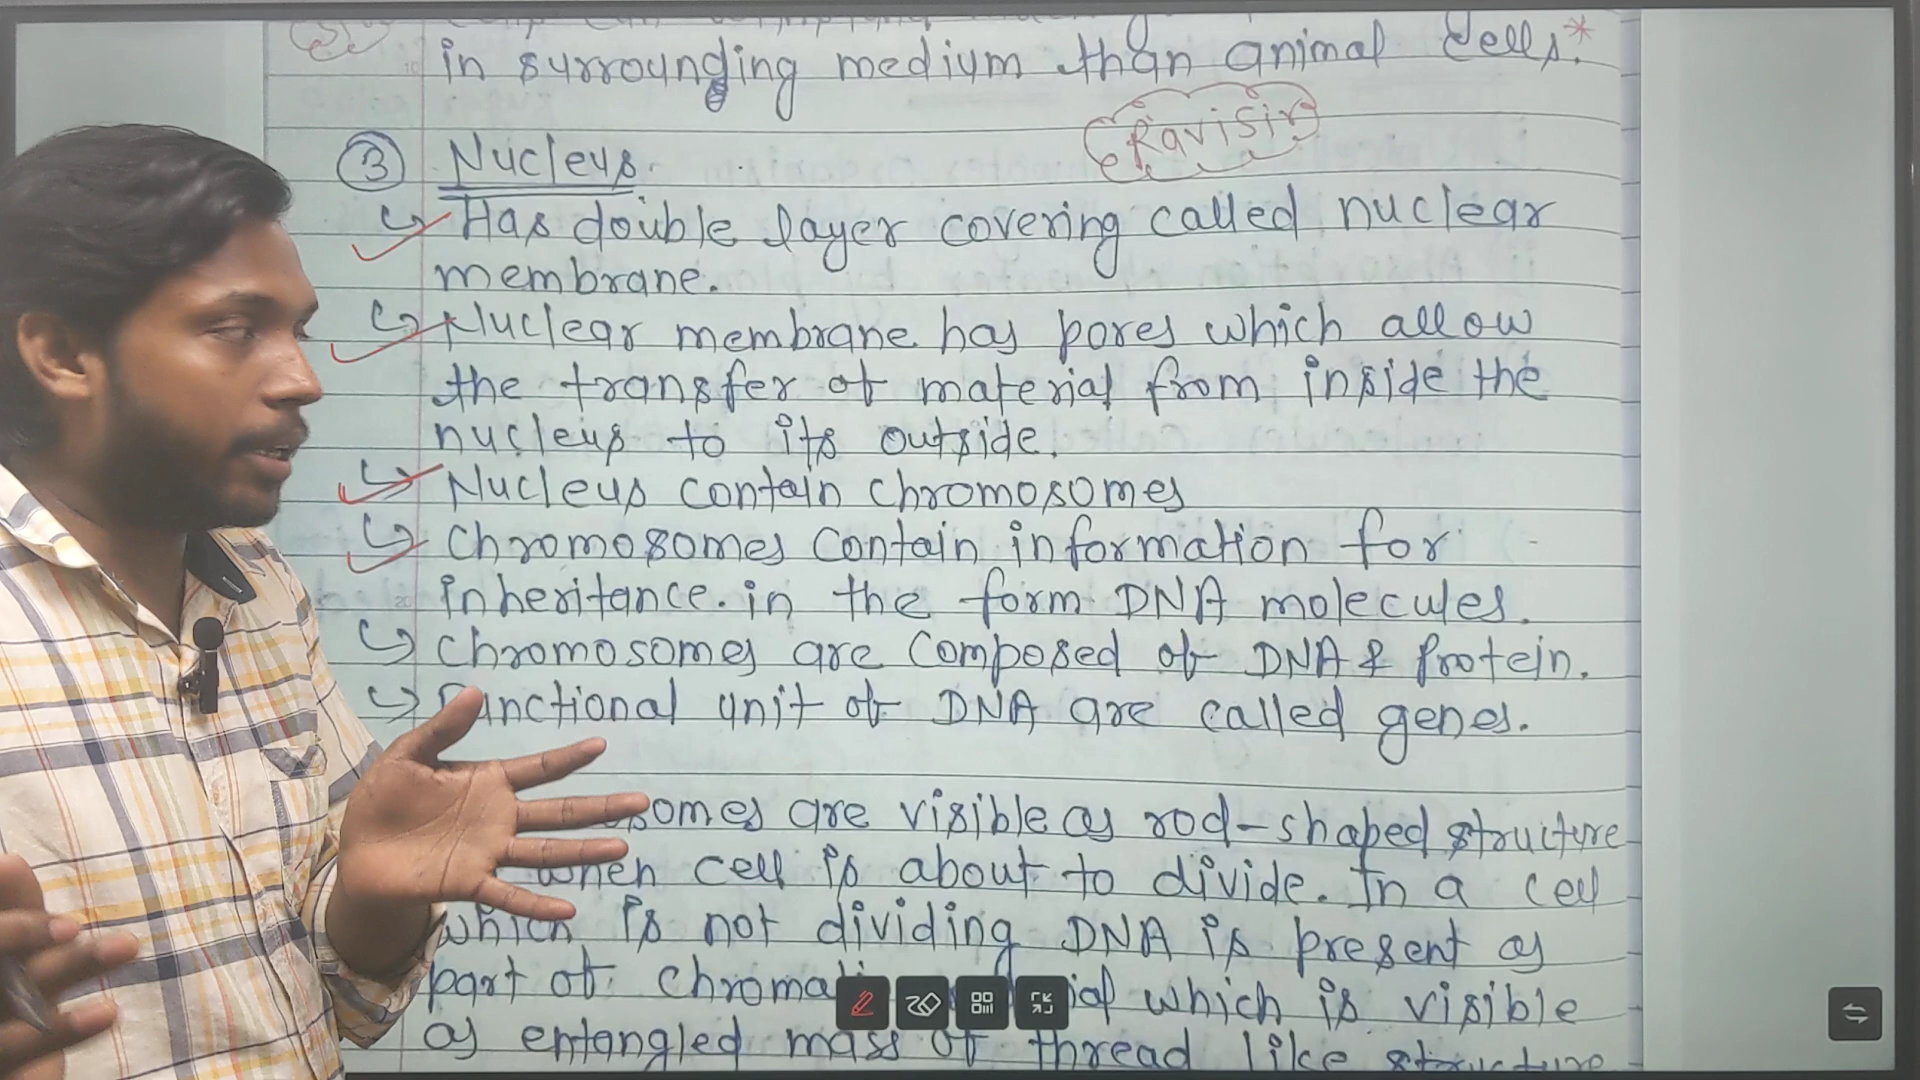 in surrounding medium than animal cells.*
Ravisir
3 Nucleus.
Has double layer covering called nuclear
membrane.
Nuclear membrane has pores which allow
the transfer of material from inside the
nucleus to its outside.
Nucleus contain chromosomes
Chromosomes contain information for
inheritance. in the form DNA molecules.
Chromosomes are composed of DNA & Protein.
Functional unit of DNA are called genes.
are visible as rod-shaped structure
when cell is about to divide. In a cell
which is not dividing DNA is present as
part of which is visible
as entangled mass of thread like structure